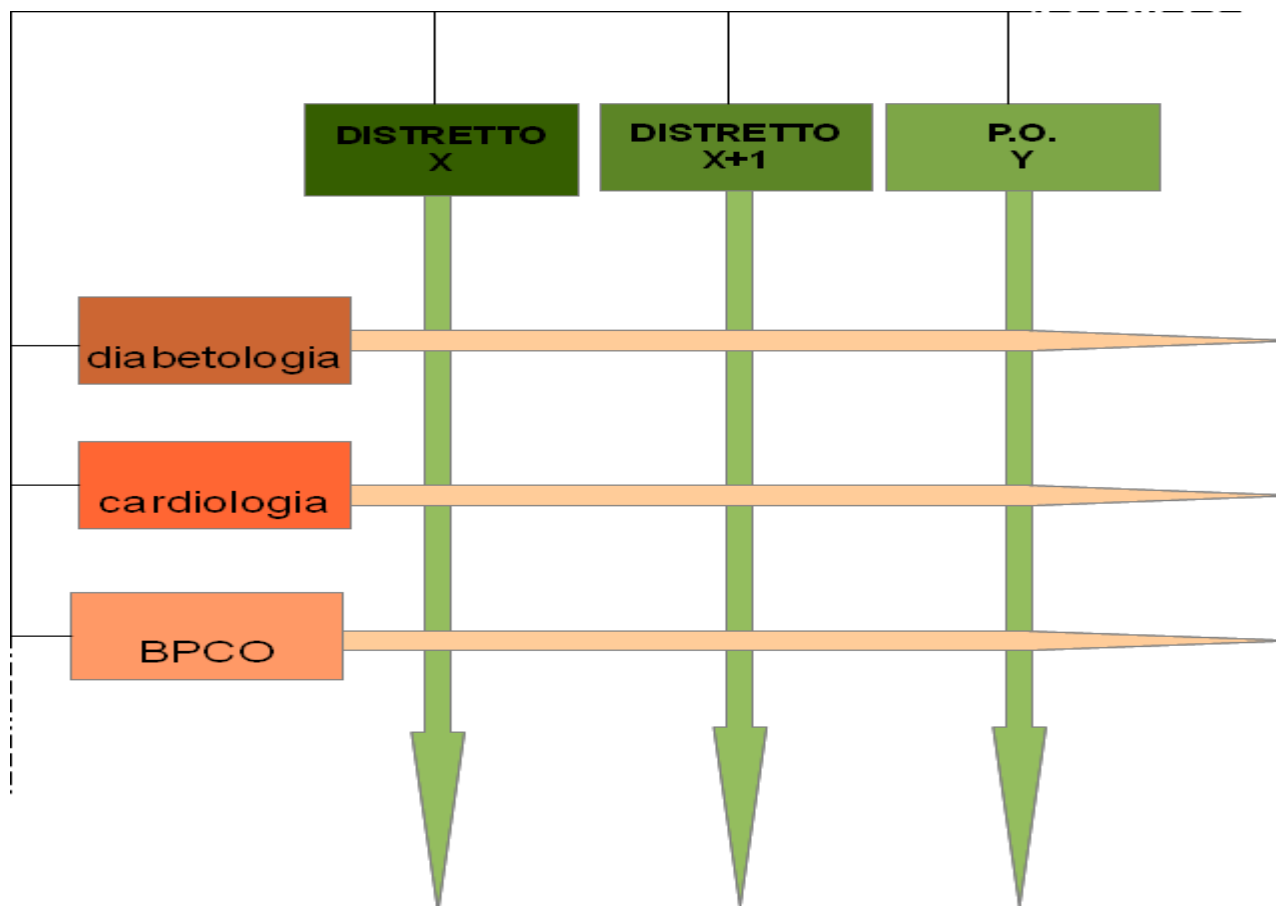 DISTRETTO
X
DISTRETTO
X+1
P.O.
Y
diabetologia
cardiologia
BPCO